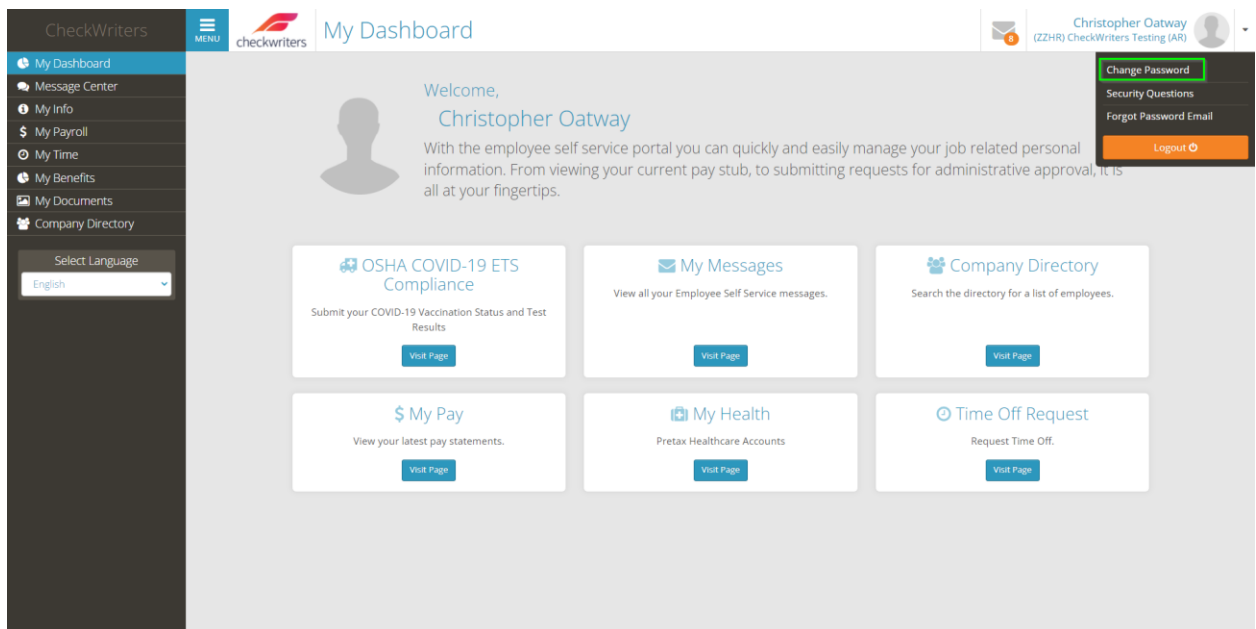 CheckWriters
MENU
checkwriters
My Dashboard
8
Christopher Oatway
(ZZHR) CheckWriters Testing (AR)
My Dashboard
Message Center
My Info
My Payroll
My Time
My Benefits
My Documents
Company Directory
Select Language
English
Change Password
Security Questions
Forgot Password Email
Logout
Welcome,
Christopher Oatway
With the employee self service portal you can quickly and easily manage your job related personal
information. From viewing your current pay stub, to submitting requests for administrative approval, it is
all at your fingertips.
OSHA COVID-19 ETS
Compliance
Submit your COVID-19 Vaccination Status and Test
Results
Visit Page
My Messages
View all your Employee Self Service messages.
Visit Page
Company Directory
Search the directory for a list of employees.
Visit Page
$ My Pay
View your latest pay statements.
Visit Page
My Health
Pretax Healthcare Accounts
Visit Page
Time Off Request
Request Time Off.
Visit Page